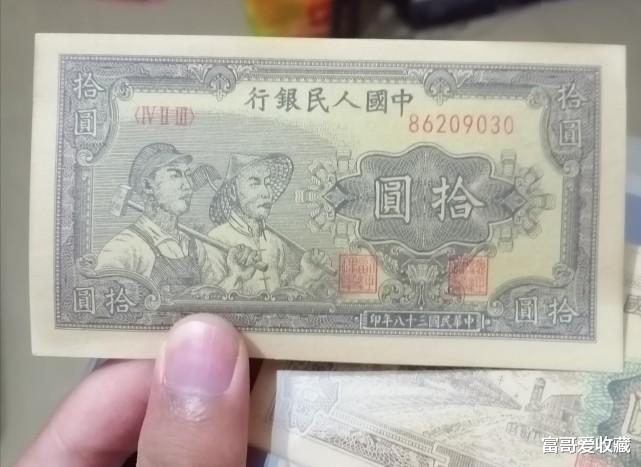 行銀民人國中
〈IV II III〉
86209030
拾圓
拾圓
圓拾
圓拾
圓拾
印年八十三國民華中
富哥爱收藏